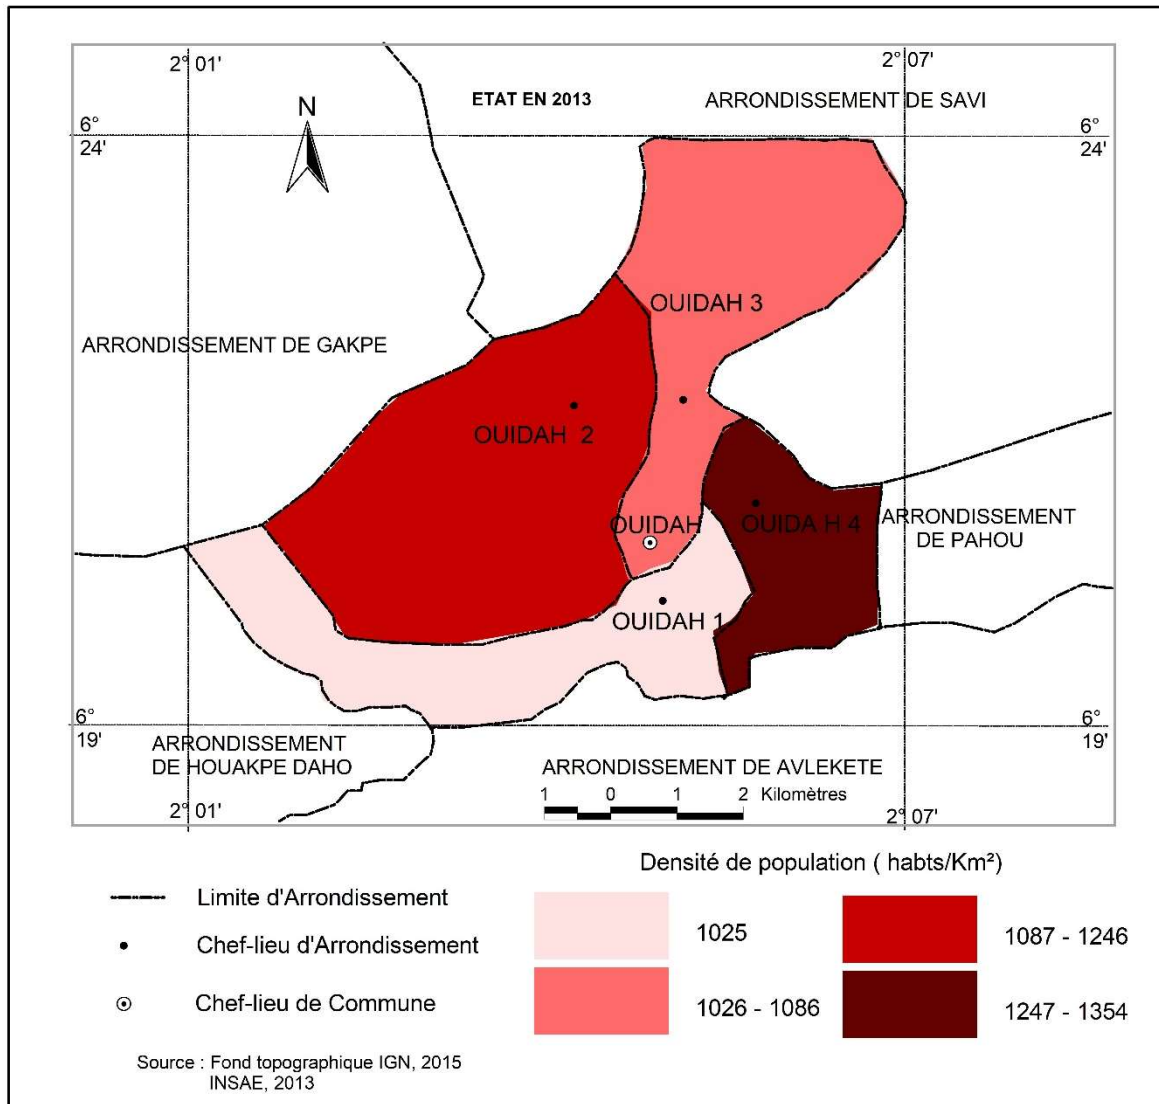 2° 01'
2° 07'
ETAT EN 2013
ARRONDISSEMENT DE SAVI
N
6°
24'
6°
24'
OUIDAH 3
ARRONDISSEMENT DE GAKPE
OUIDAH 2
OUIDAH
OUIDA H 4
ARRONDISSEMENT
DE PAHOU
OUIDAH 1
6°
19'
6°
19'
ARRONDISSEMENT
DE HOUAKPE DAHO
ARRONDISSEMENT DE AVLEKETE
1 0 1 2 Kilomètres
2° 01'
2° 07'
Densité de population ( habts/Km²)
Limite d'Arrondissement
Chef-lieu d'Arrondissement
Chef-lieu de Commune
1025
1026 - 1086
1087 - 1246
1247 - 1354
Source : Fond topographique IGN, 2015
INSAE, 2013